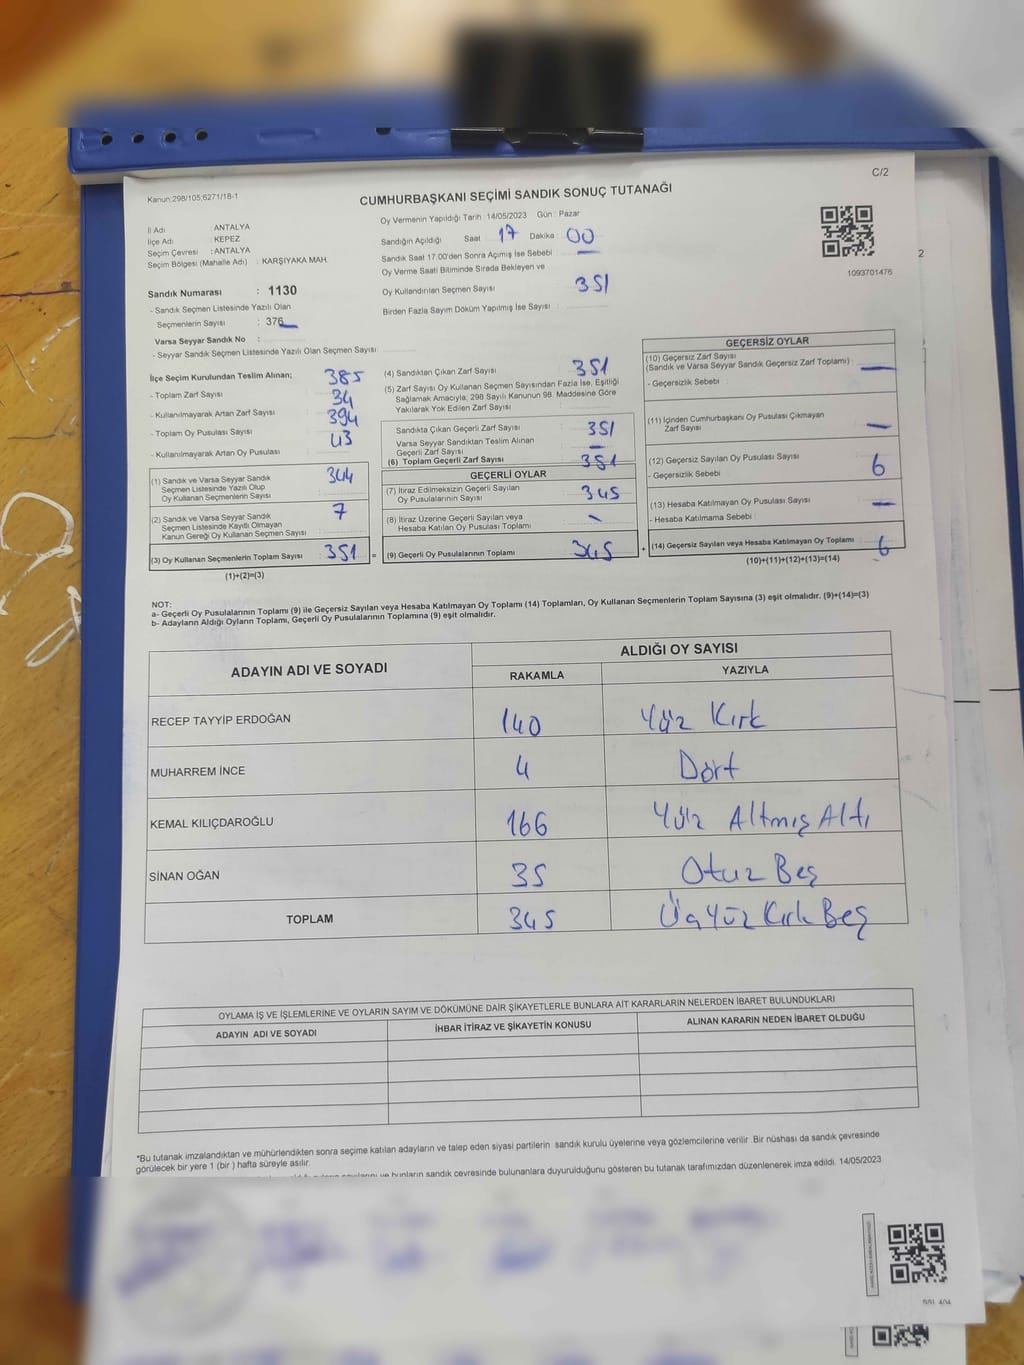 C/2
Kanun:298/105;6271/18-1
CUMHURBAŞKANI SEÇİMİ SANDIK SONUÇ TUTANAĞI
İl Adı : ANTALYA
İlçe Adı : KEPEZ
Seçim Çevresi : ANTALYA
Seçim Bölgesi (Mahalle Adı) : KARŞIYAKA MAH.
Sandık Numarası : 1130
- Sandık Seçmen Listesinde Yazılı Olan
Seçmenlerin Sayısı : 376
Varsa Seyyar Sandık No :
- Seyyar Sandık Seçmen Listesinde Yazılı Olan Seçmen Sayısı:
Oy Vermenin Yapıldığı Tarih : 14/05/2023 Gün : Pazar
Sandığın Açıldığı Saat 17 Dakika : 00
Sandık Saat 17.00'den Sonra Açılmış İse Sebebi : —
Oy Verme Saati Bitiminde Sırada Bekleyen ve
Oy Kullandırılan Seçmen Sayısı 351
Birden Fazla Sayım Döküm Yapılmış İse Sayısı :
1093701476
2
İlçe Seçim Kurulundan Teslim Alınan;
- Toplam Zarf Sayısı 385
- Kullanılmayarak Artan Zarf Sayısı 34
- Toplam Oy Pusulası Sayısı 394
- Kullanılmayarak Artan Oy Pusulası 43
(1) Sandık ve Varsa Seyyar Sandık
Seçmen Listesinde Yazılı Olup
Oy Kullanan Seçmenlerin Sayısı 344
(2) Sandık ve Varsa Seyyar Sandık
Seçmen Listesinde Kayıtlı Olmayan
Kanun Gereği Oy Kullanan Seçmen Sayısı 7
(3) Oy Kullanan Seçmenlerin Toplam Sayısı 351 =
(1)+(2)=(3)
(4) Sandıktan Çıkan Zarf Sayısı 351
(5) Zarf Sayısı Oy Kullanan Seçmen Sayısından Fazla İse, Eşitliği
Sağlamak Amacıyla; 298 Sayılı Kanunun 98. Maddesine Göre
Yakılarak Yok Edilen Zarf Sayısı :
Sandıkta Çıkan Geçerli Zarf Sayısı 351
Varsa Seyyar Sandıktan Teslim Alınan
Geçerli Zarf Sayısı —
(6) Toplam Geçerli Zarf Sayısı 351
GEÇERLİ OYLAR
(7) İtiraz Edilmeksizin Geçerli Sayılan
Oy Pusulalarının Sayısı : 345
(8) İtiraz Üzerine Geçerli Sayılan veya
Hesaba Katılan Oy Pusulası Toplamı —
(9) Geçerli Oy Pusulalarının Toplamı 345 +
GEÇERSİZ OYLAR
(10) Geçersiz Zarf Sayısı
(Sandık ve Varsa Seyyar Sandık Geçersiz Zarf Toplamı) : —
- Geçersizlik Sebebi :
(11) İçinden Cumhurbaşkanı Oy Pusulası Çıkmayan
Zarf Sayısı —
(12) Geçersiz Sayılan Oy Pusulası Sayısı : 6
- Geçersizlik Sebebi :
(13) Hesaba Katılmayan Oy Pusulası Sayısı : —
- Hesaba Katılmama Sebebi :
(14) Geçersiz Sayılan veya Hesaba Katılmayan Oy Toplamı 6
(10)+(11)+(12)+(13)=(14)
NOT:
a- Geçerli Oy Pusulalarının Toplamı (9) ile Geçersiz Sayılan veya Hesaba Katılmayan Oy Toplamı (14) Toplamları, Oy Kullanan Seçmenlerin Toplam Sayısına (3) eşit olmalıdır. (9)+(14)=(3)
b- Adayların Aldığı Oyların Toplamı, Geçerli Oy Pusulalarının Toplamına (9) eşit olmalıdır.
ADAYIN ADI VE SOYADI ALDIĞI OY SAYISI
RAKAMLA YAZIYLA
RECEP TAYYİP ERDOĞAN 140 Yüz Kırk
MUHARREM İNCE 4 Dört
KEMAL KILIÇDAROĞLU 166 Yüz Altmış Altı
SİNAN OĞAN 35 Otuz Beş
TOPLAM 345 Üç Yüz Kırk Beş
OYLAMA İŞ VE İŞLEMLERİNE VE OYLARIN SAYIM VE DÖKÜMÜNE DAİR ŞİKAYETLERLE BUNLARA AİT KARARLARIN NELERDEN İBARET BULUNDUKLARI
ADAYIN ADI VE SOYADI İHBAR İTİRAZ VE ŞİKAYETİN KONUSU ALINAN KARARIN NEDEN İBARET OLDUĞU
*Bu tutanak imzalandıktan ve mühürlendikten sonra seçime katılan adayların ve talep eden siyasi partilerin sandık kurulu üyelerine veya gözlemcilerine verilir. Bir nüshası da sandık çevresinde
görülecek bir yere 1 (bir) hafta süreyle asılır.
ve bunların sandık çevresinde bulunanlara duyurulduğunu gösteren bu tutanak tarafımızdan düzenlenerek imza edildi. 14/05/2023